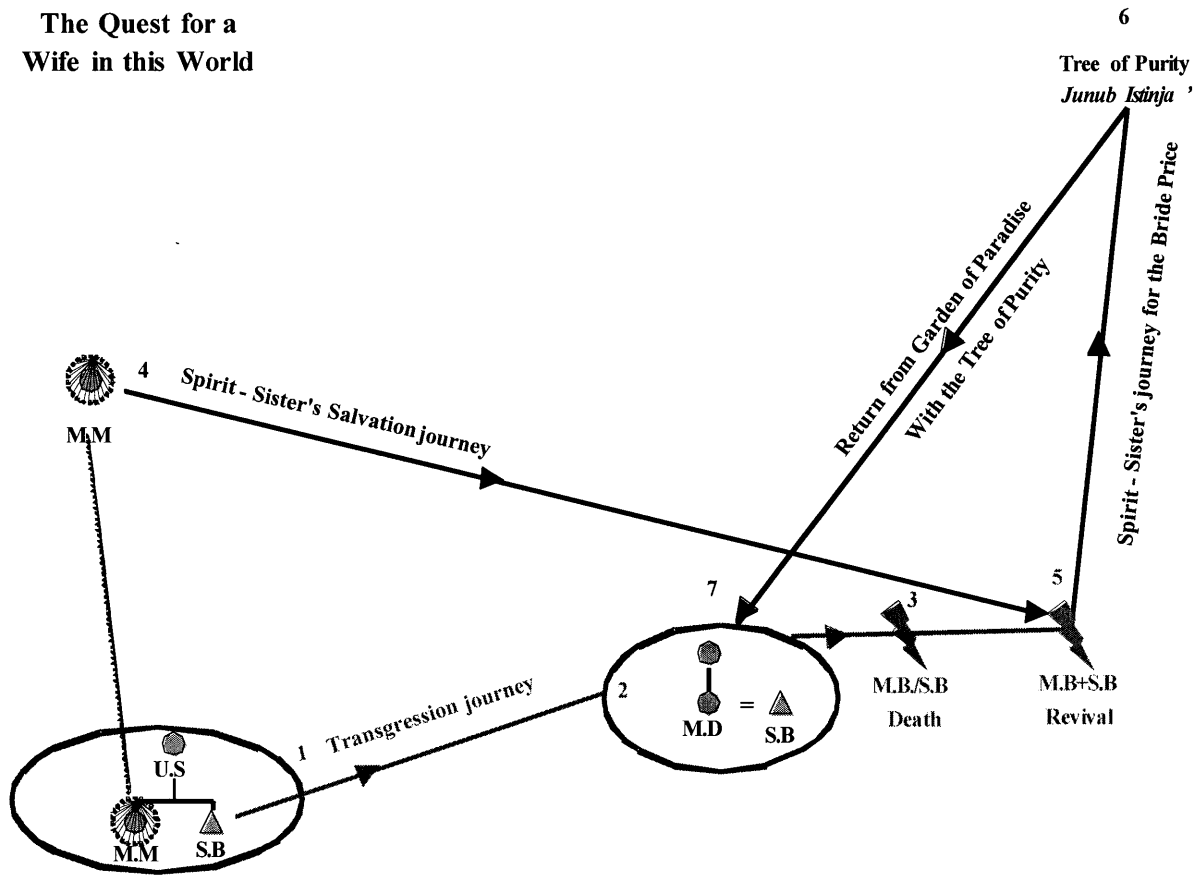 The Quest for a
Wife in this World
6
Tree of Purity
Junub Istinja '
Spirit - Sister's journey for the Bride Price
Return from Garden of Paradise
With the Tree of Purity
4
Spirit - Sister's Salvation journey
M.M
5
7
3
2
M.D
=
S.B
M.B./S.B
Death
M.B+S.B
Revival
1 Transgression journey
U.S
M.M
S.B